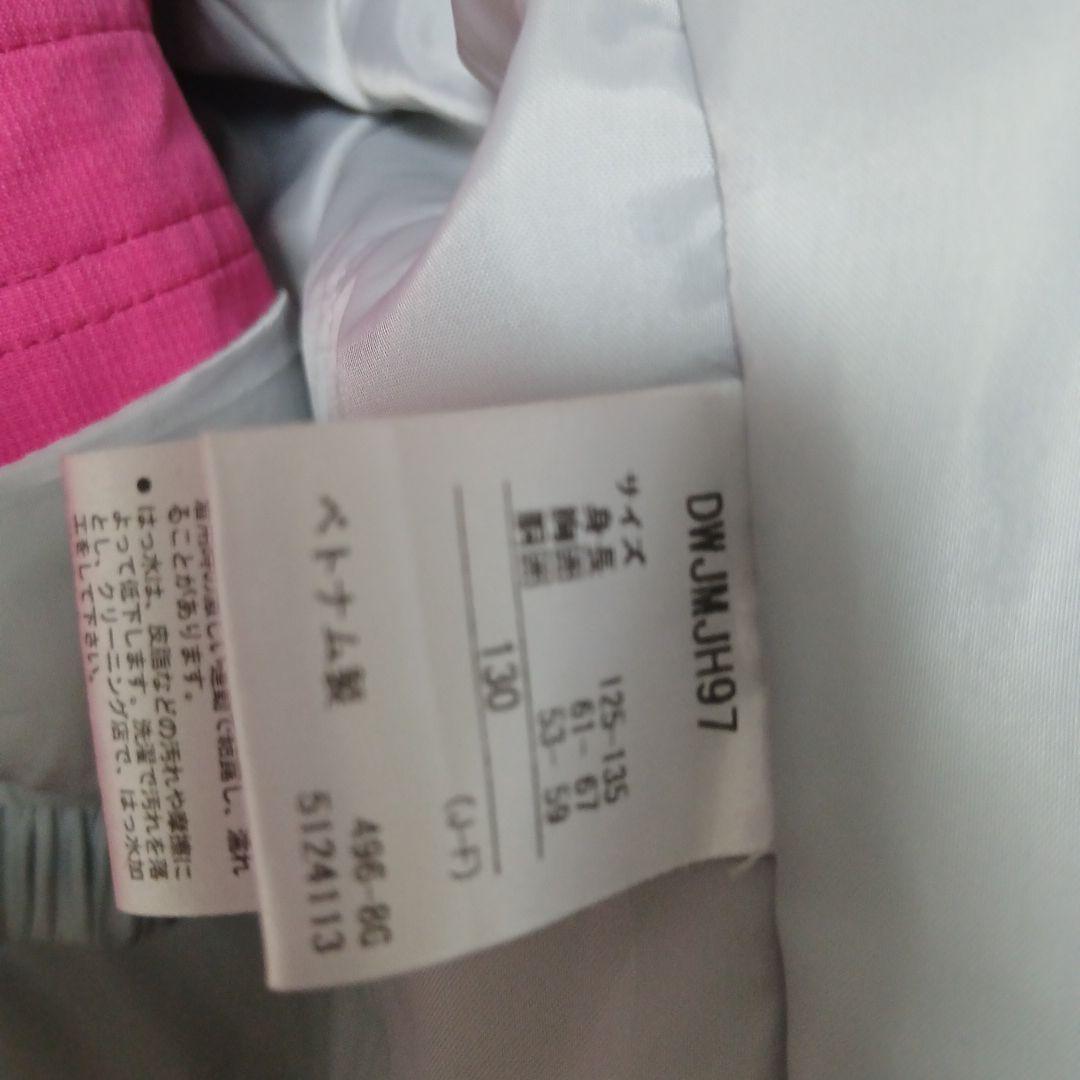 DWJMJH97
サイズ
身長 125-135
胸囲 61- 67
胴囲 53- 59
130
(J-F)
ベトナム製
496-8G
5124113
ることがあります。
● はっ水は、皮脂などの汚れや摩擦に
よって低下します。洗濯で汚れを落
とし、クリーニング店で、はっ水加
工をして下さい。